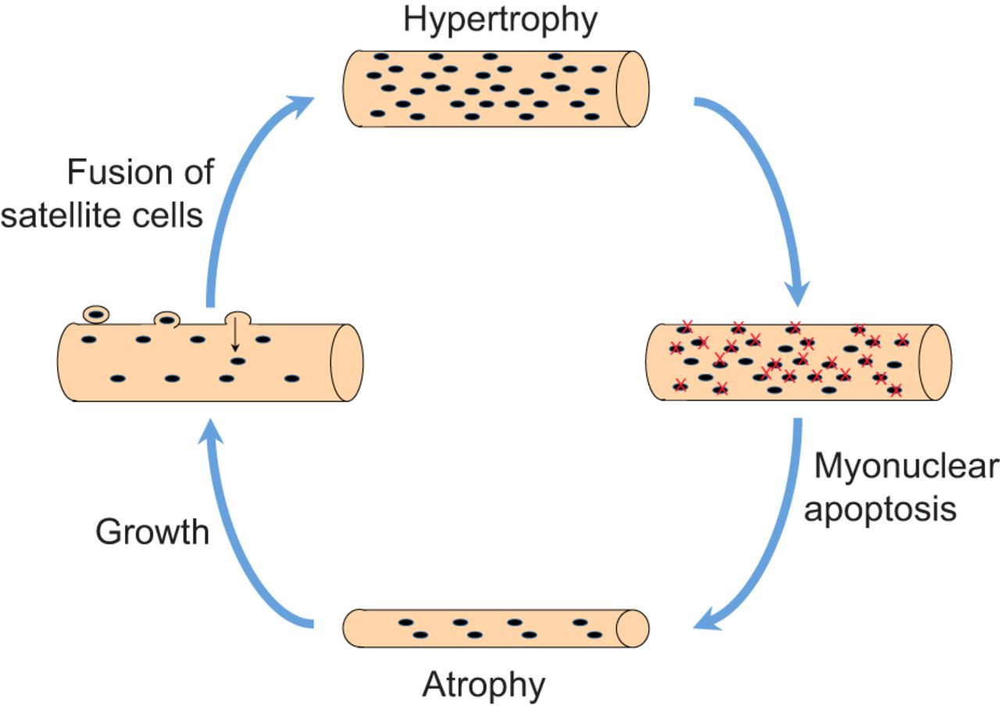 Hypertrophy
Fusion of
satellite cells
Myonuclear
apoptosis
Growth
Atrophy